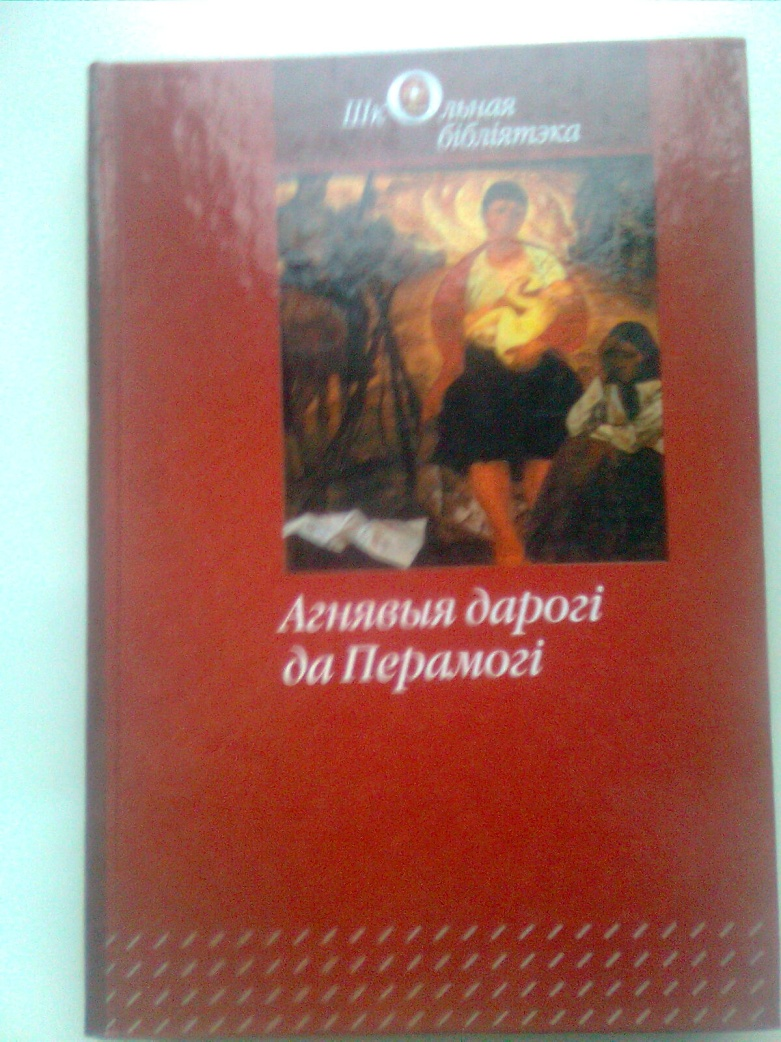 Школьная
бібліятэка
Агнявыя дарогі
да Перамогі